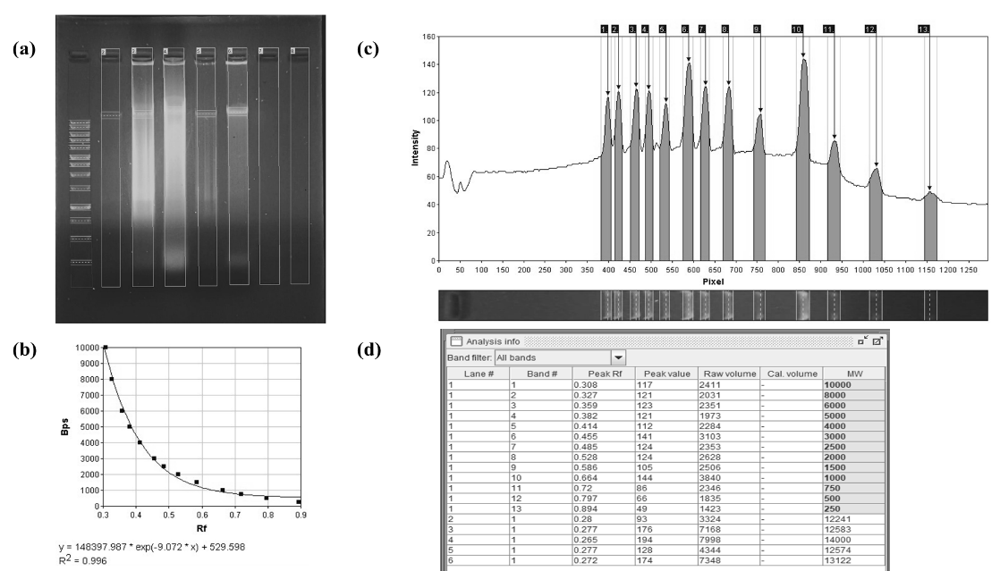 (a)
2 3 4 5 6 7 8
(c)
1 2 3 4 5 6 7 8 9 10 11 12 13
160
140
120
100
80
60
40
20
0
Intensity
0 50 100 150 200 250 300 350 400 450 500 550 600 650 700 750 800 850 900 950 1000 1050 1100 1150 1200 1250
Pixel
(b)
10000
9000
8000
7000
6000
5000
4000
3000
2000
1000
0
Bps
0.3 0.4 0.5 0.6 0.7 0.8 0.9
Rf
y = 148397.987 * exp(-9.072 * x) + 529.598
R2 = 0.996
(d)
Analysis info
Band filter: All bands
Lane # Band # Peak Rf Peak value Raw volume Cal. volume MW
1 1 0.308 117 2411 - 10000
1 2 0.327 121 2031 - 8000
1 3 0.359 123 2351 - 6000
1 4 0.382 121 1973 - 5000
1 5 0.414 112 2284 - 4000
1 6 0.455 141 3103 - 3000
1 7 0.485 124 2353 - 2500
1 8 0.528 124 2628 - 2000
1 9 0.586 105 2506 - 1500
1 10 0.664 144 3840 - 1000
1 11 0.72 86 2346 - 750
1 12 0.797 66 1835 - 500
1 13 0.894 49 1423 - 250
2 1 0.28 93 3324 - 12241
3 1 0.277 176 7168 - 12583
4 1 0.265 194 7998 - 14000
5 1 0.277 128 4344 - 12574
6 1 0.272 174 7348 - 13122